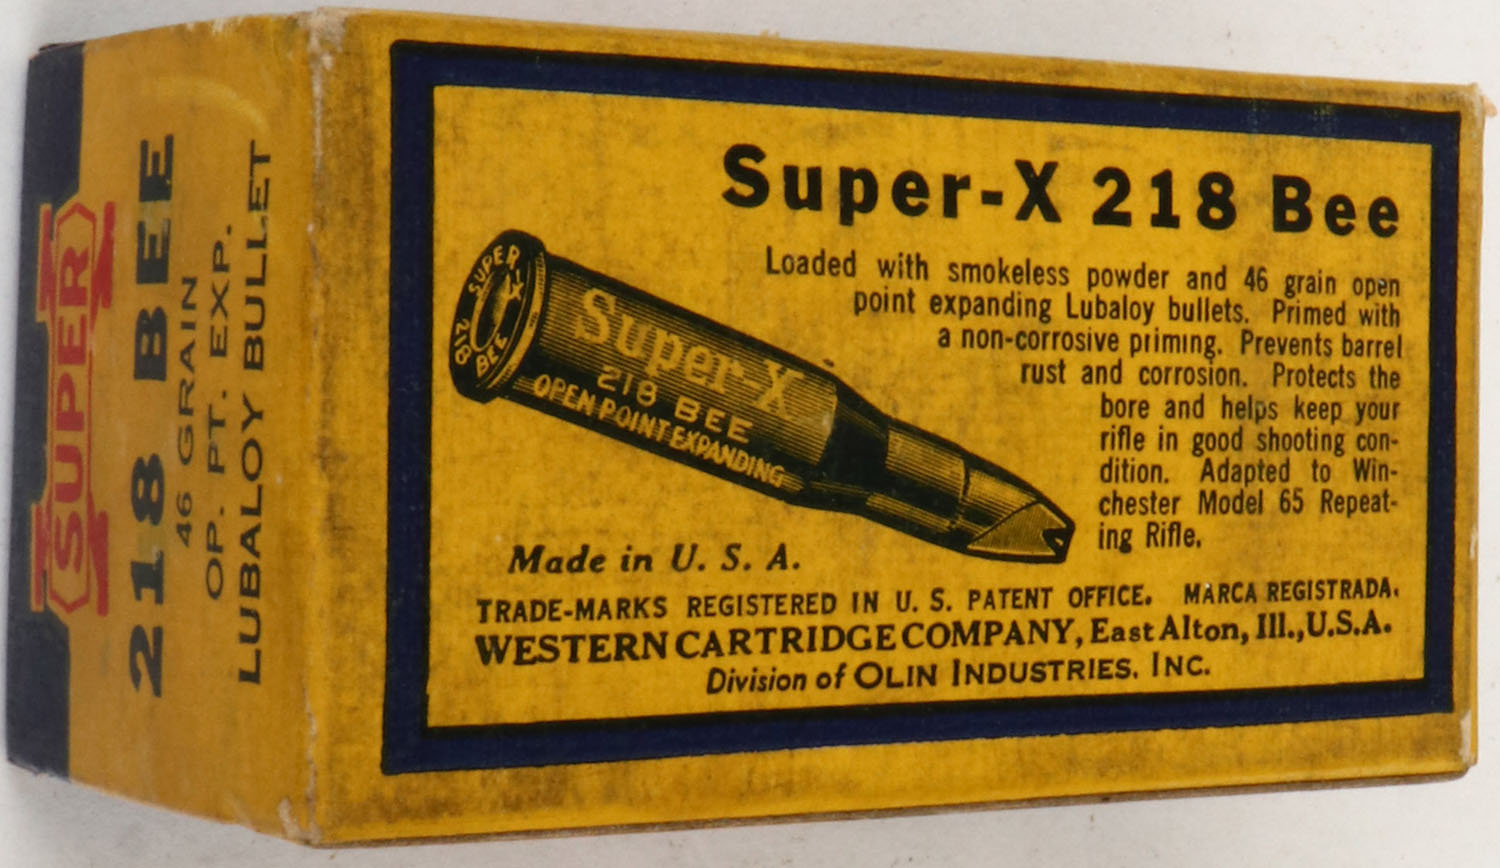 SUPER
218 BEE
46 GRAIN
OP. PT. EXP.
LUBALOY BULLET
Super-X 218 Bee
Loaded with smokeless powder and 46 grain open
point expanding Lubaloy bullets. Primed with
a non-corrosive priming. Prevents barrel
rust and corrosion. Protects the
bore and helps keep your
rifle in good shooting con-
dition. Adapted to Win-
chester Model 65 Repeat-
ing Rifle.
SUPER
X
218
BEE
Super-X
218 BEE
OPEN POINT EXPANDING
Made in U. S. A.
TRADE-MARKS REGISTERED IN U. S. PATENT OFFICE. MARCA REGISTRADA.
WESTERN CARTRIDGE COMPANY, East Alton, Ill., U.S.A.
Division of OLIN INDUSTRIES, INC.